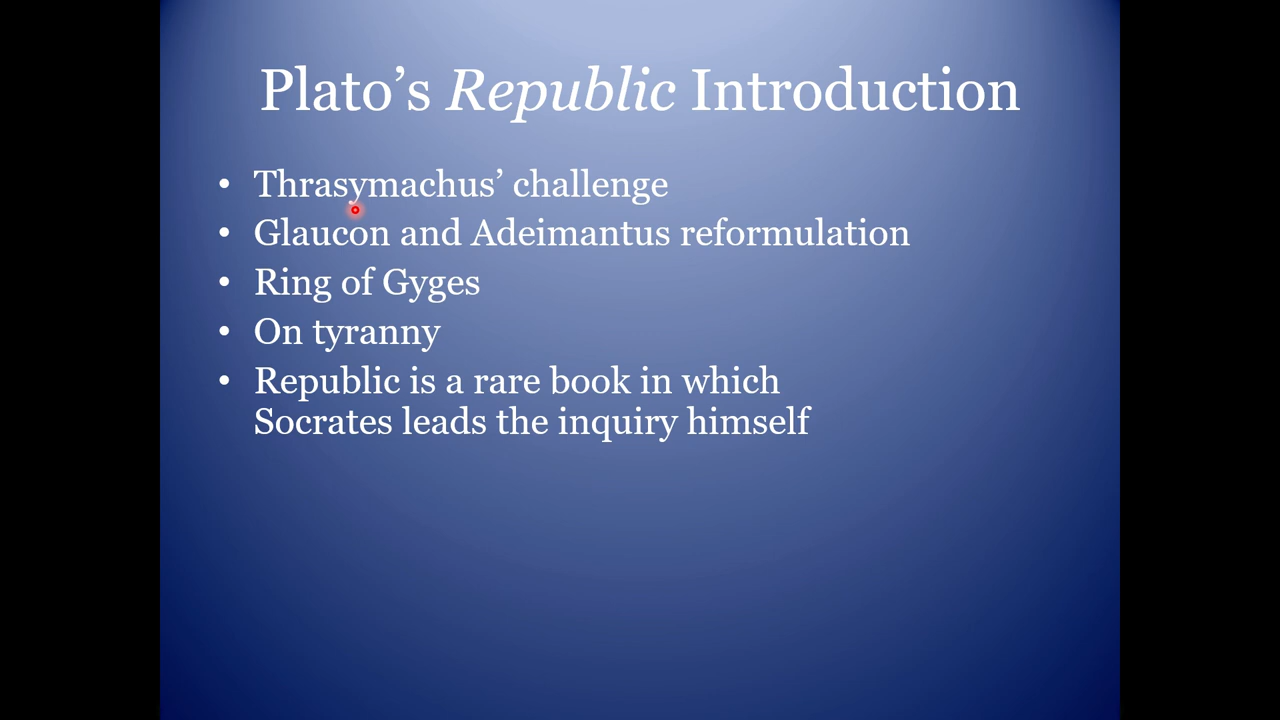 Plato’s Republic Introduction
• Thrasymachus’ challenge
• Glaucon and Adeimantus reformulation
• Ring of Gyges
• On tyranny
• Republic is a rare book in which
Socrates leads the inquiry himself